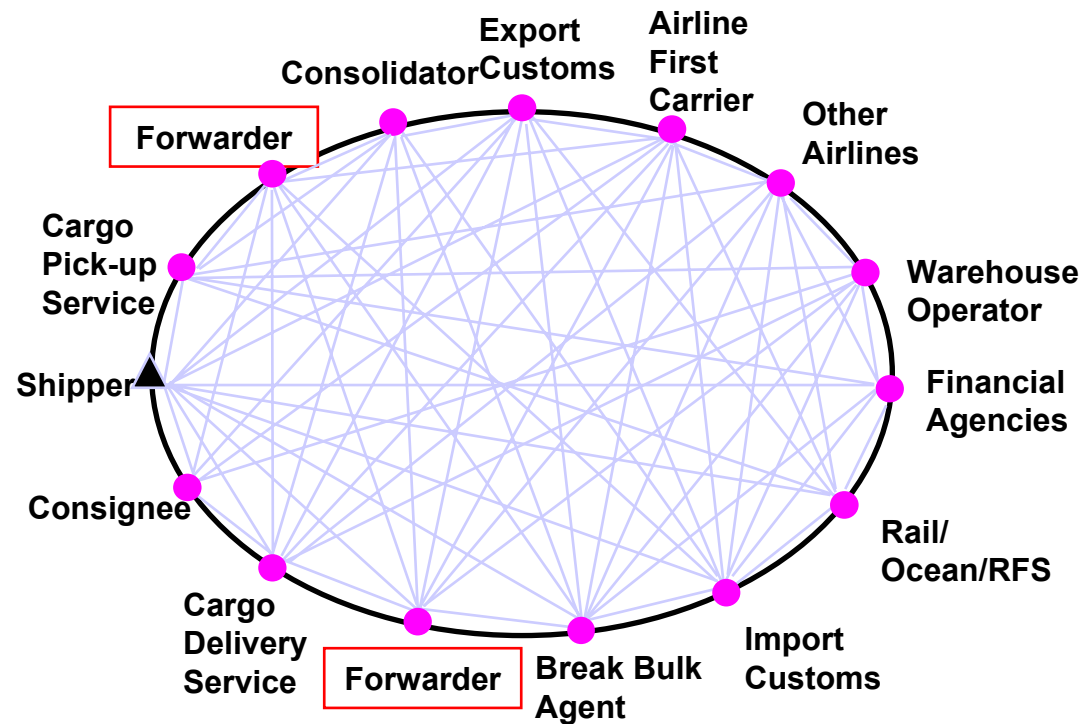 Export
Customs
Airline
First
Carrier
Consolidator
Other
Airlines
Forwarder
Cargo
Pick-up
Service
Warehouse
Operator
Shipper
Financial
Agencies
Consignee
Rail/
Ocean/RFS
Cargo
Delivery
Service
Forwarder
Break Bulk
Agent
Import
Customs